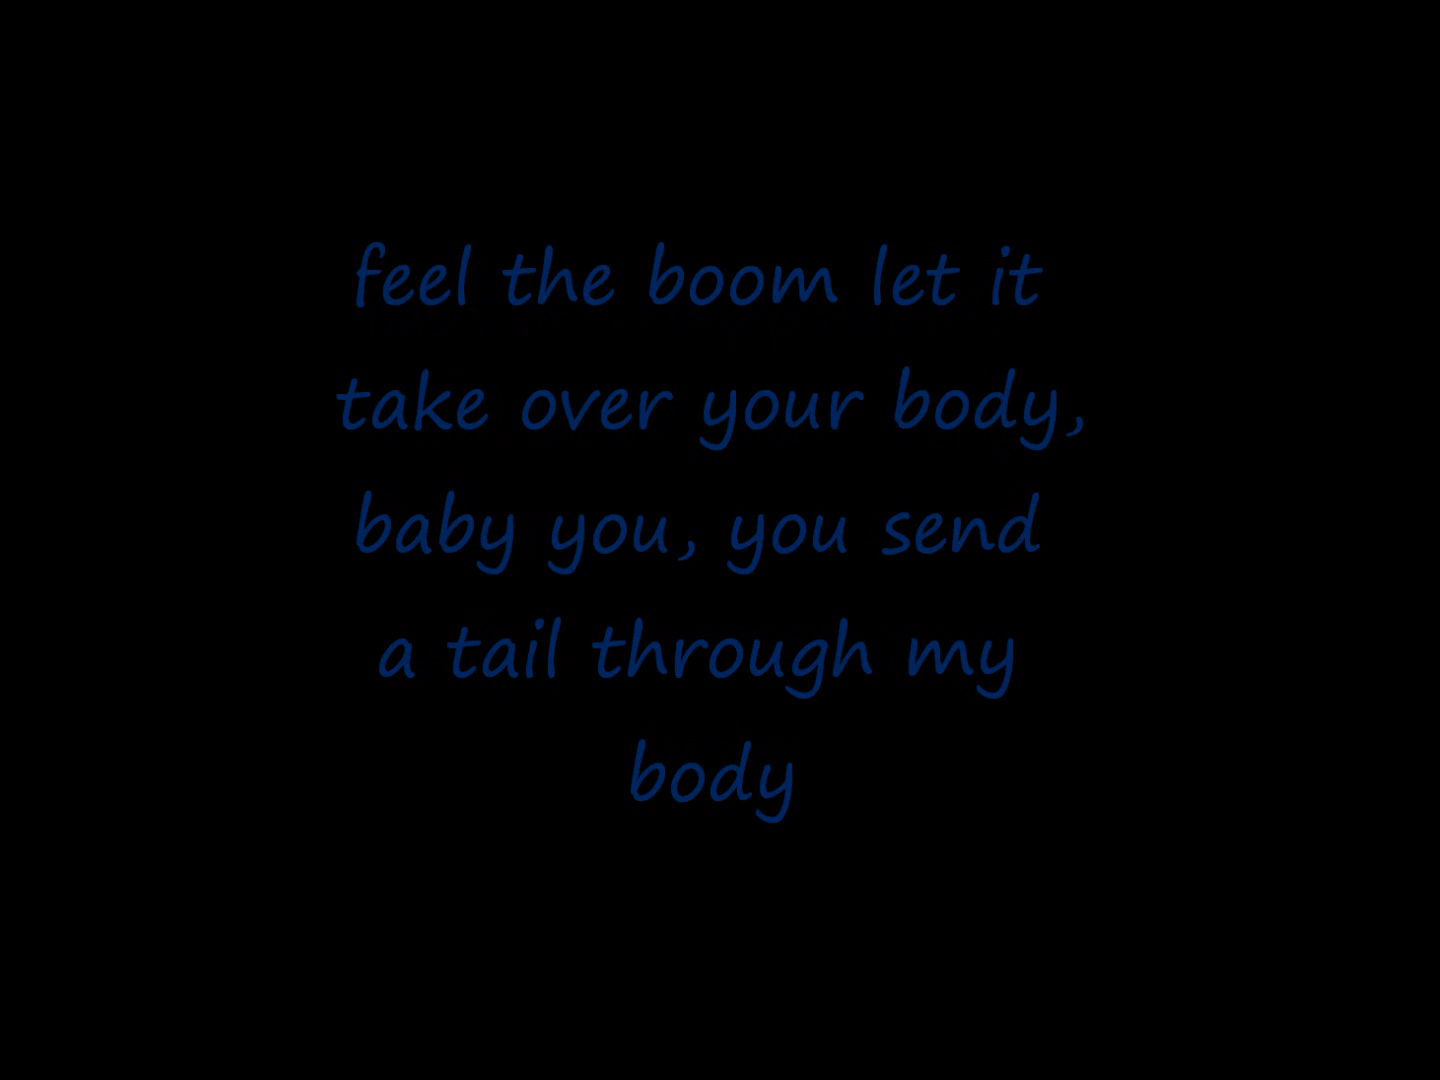 feel the boom let it
take over your body,
baby you, you send
a tail through my
body